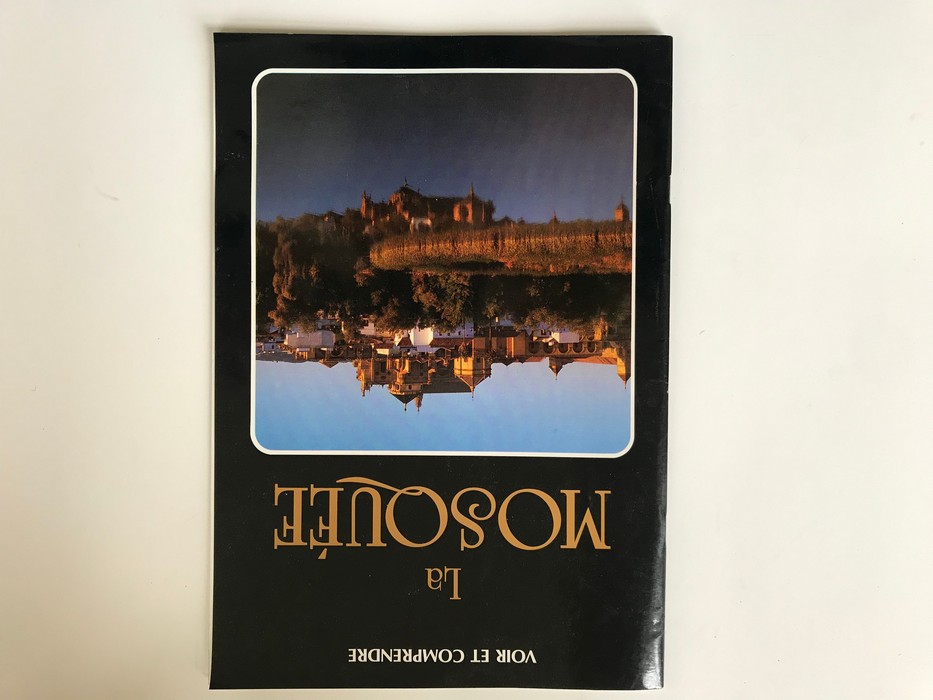 VOIR ET COMPRENDRE
La
MOSQUÉE